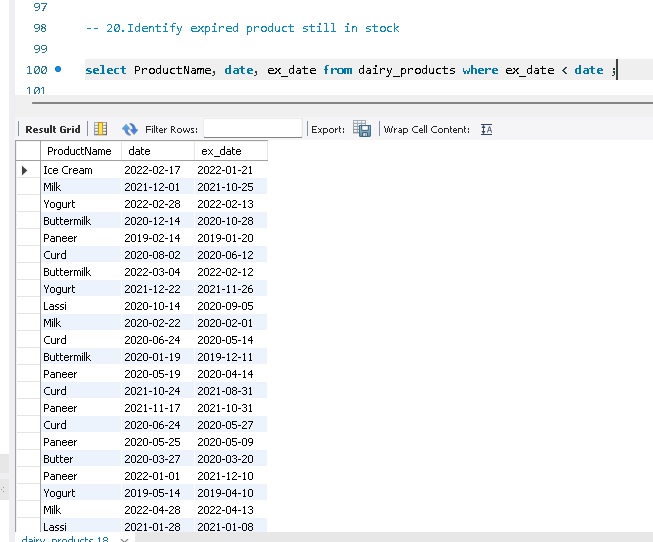 97
98 -- 20.Identify expired product still in stock
99
100 select ProductName, date, ex_date from dairy_products where ex_date < date ;
101
Result Grid Filter Rows: Export: Wrap Cell Content: IA
ProductName date ex_date
Ice Cream 2022-02-17 2022-01-21
Milk 2021-12-01 2021-10-25
Yogurt 2022-02-28 2022-02-13
Buttermilk 2020-12-14 2020-10-28
Paneer 2019-02-14 2019-01-20
Curd 2020-08-02 2020-06-12
Buttermilk 2022-03-04 2022-02-12
Yogurt 2021-12-22 2021-11-26
Lassi 2020-10-14 2020-09-05
Milk 2020-02-22 2020-02-01
Curd 2020-06-24 2020-05-14
Buttermilk 2020-01-19 2019-12-11
Paneer 2020-05-19 2020-04-14
Curd 2021-10-24 2021-08-31
Paneer 2021-11-17 2021-10-31
Curd 2020-06-24 2020-05-27
Paneer 2020-05-25 2020-05-09
Butter 2020-03-27 2020-03-20
Paneer 2022-01-01 2021-12-10
Yogurt 2019-05-14 2019-04-10
Milk 2022-04-28 2022-04-13
Lassi 2021-01-28 2021-01-08
dairy_products 18